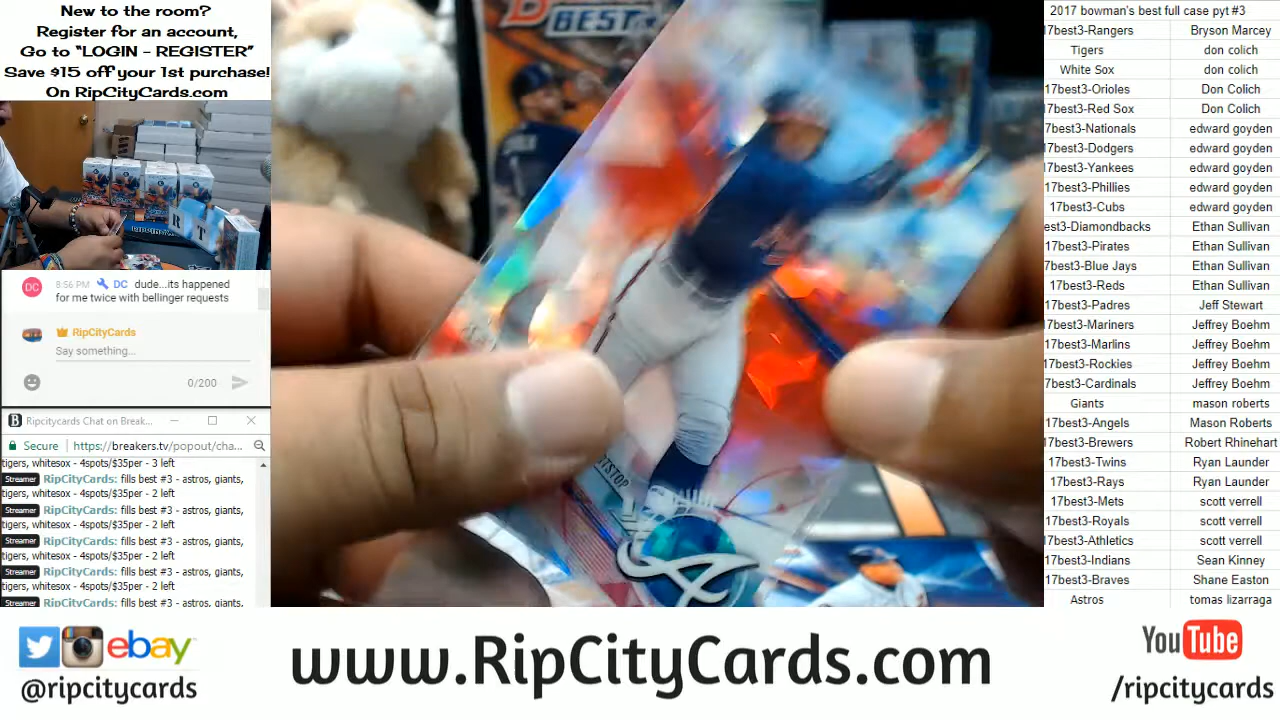 New to the room?
Register for an account,
Go to “LOGIN - REGISTER”
Save $15 off your 1st purchase!
On RipCityCards.com
DC 8:56 PM DC dude...its happened
for me twice with bellinger requests
RipCityCards
Say something...
0/200
Ripcitycards Chat on Break...
Secure https://breakers.tv/popout/cha...
tigers, whitesox - 4spots/$35per - 3 left
Streamer RipCityCards: fills best #3 - astros, giants,
tigers, whitesox - 4spots/$35per - 2 left
Streamer RipCityCards: fills best #3 - astros, giants,
tigers, whitesox - 4spots/$35per - 2 left
Streamer RipCityCards: fills best #3 - astros, giants,
tigers, whitesox - 4spots/$35per - 2 left
Streamer RipCityCards: fills best #3 - astros, giants,
tigers, whitesox - 4spots/$35per - 2 left
Streamer RipCityCards: fills best #3 - astros, giants,
BEST
R
T
A
2017 bowman's best full case pyt #3
17best3-Rangers Bryson Marcey
Tigers don colich
White Sox don colich
17best3-Orioles Don Colich
17best3-Red Sox Don Colich
7best3-Nationals edward goyden
7best3-Dodgers edward goyden
7best3-Yankees edward goyden
17best3-Phillies edward goyden
17best3-Cubs edward goyden
est3-Diamondbacks Ethan Sullivan
17best3-Pirates Ethan Sullivan
7best3-Blue Jays Ethan Sullivan
17best3-Reds Ethan Sullivan
17best3-Padres Jeff Stewart
7best3-Mariners Jeffrey Boehm
17best3-Marlins Jeffrey Boehm
17best3-Rockies Jeffrey Boehm
7best3-Cardinals Jeffrey Boehm
Giants mason roberts
17best3-Angels Mason Roberts
7best3-Brewers Robert Rhinehart
17best3-Twins Ryan Launder
17best3-Rays Ryan Launder
17best3-Mets scott verrell
17best3-Royals scott verrell
17best3-Athletics scott verrell
17best3-Indians Sean Kinney
17best3-Braves Shane Easton
Astros tomas lizarraga
ebay
@ripcitycards
www.RipCityCards.com
YouTube
/ripcitycards